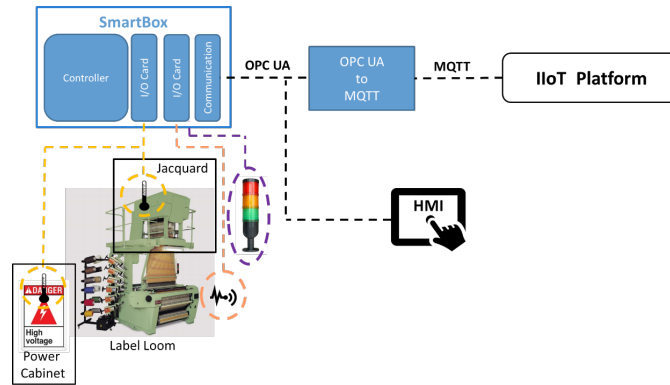 SmartBox
Controller
I/O Card
I/O Card
Communication
OPC UA
OPC UA
to
MQTT
MQTT
IIoT Platform
Jacquard
HMI
DANGER
High
voltage
Power
Cabinet
Label Loom